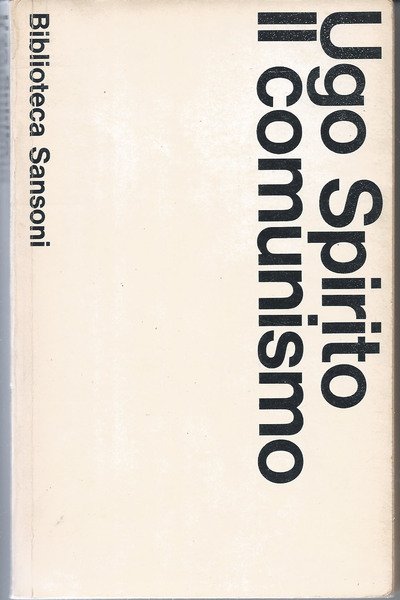 Ugo Spirito
il comunismo
Biblioteca Sansoni